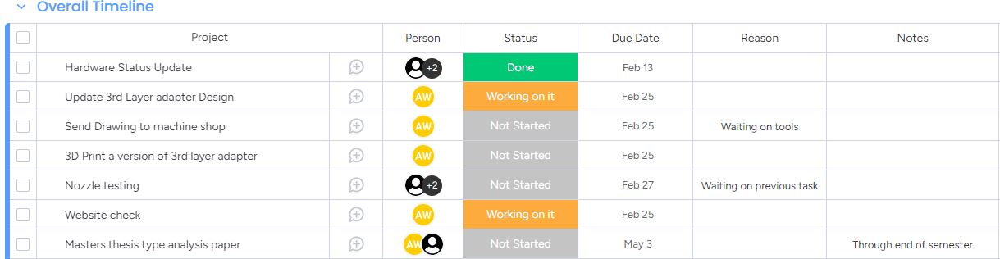 Overall Timeline
Project Person Status Due Date Reason Notes
Hardware Status Update +2 Done Feb 13
Update 3rd Layer adapter Design AW Working on it Feb 25
Send Drawing to machine shop AW Not Started Feb 25 Waiting on tools
3D Print a version of 3rd layer adapter AW Not Started Feb 25
Nozzle testing +2 Not Started Feb 27 Waiting on previous task
Website check AW Working on it Feb 25
Masters thesis type analysis paper AW Not Started May 3 Through end of semester